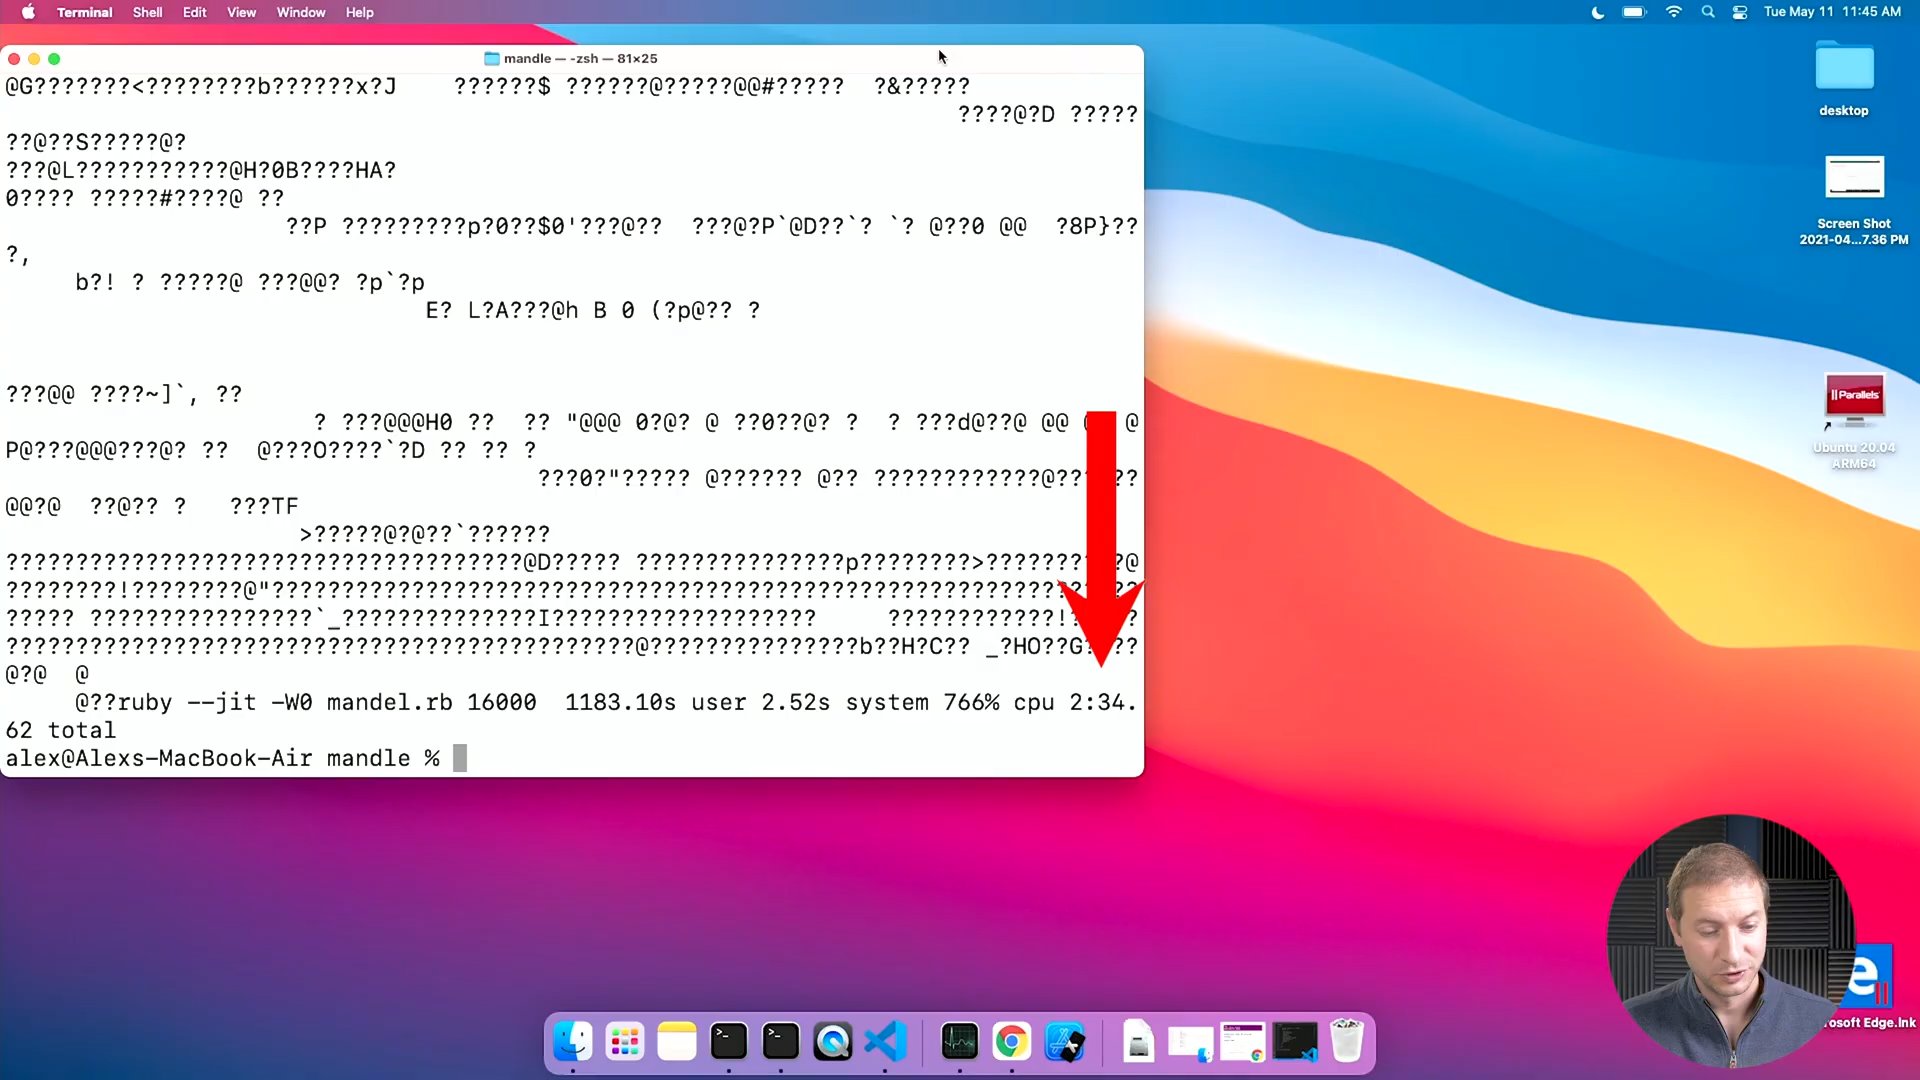 Terminal Shell Edit View Window Help
Tue May 11 11:45 AM
mandle — -zsh — 81×25
@G???????<????????b??????x?J ??????$ ??????@?????@@#????? ?&?????
????@?D ?????
??@??S?????@?
???@L???????????@H?0B????HA?
0???? ?????#????@ ??
??P ?????????p?0??$0'???@?? ???@?P`@D??`? `? @??0 @@ ?8P}??
?,
b?! ? ?????@ ???@@? ?p`?p
E? L?A???@h B 0 (?p@?? ?
???@@ ????~]`, ??
? ???@@@H0 ?? ?? "@@@ 0?@? @ ??0??@? ? ? ???d@??@ @@ @
P@???@@@???@? ?? @???O????`?D ?? ?? ?
???0?"????? @?????? @?? ????????????@??? ??
@@?@ ??@?? ? ???TF
>?????@?@??`??????
?????????????????????????????????????@D????? ???????????????p????????>??????? ?@
????????!????????@"????????????????????????????????????????????????????????? ??
????? ????????????????`_??????????????I??????????????????? ????????????!? ?
?????????????????????????????????????????????@???????????????b??H?C?? _?HO??G? ??
@?@ @
@??ruby --jit -W0 mandel.rb 16000 1183.10s user 2.52s system 766% cpu 2:34.
62 total
alex@Alexs-MacBook-Air mandle %
desktop
Screen Shot
2021-04...7.36 PM
Parallels
Ubuntu 20.04
ARM64
rosoft Edge.lnk